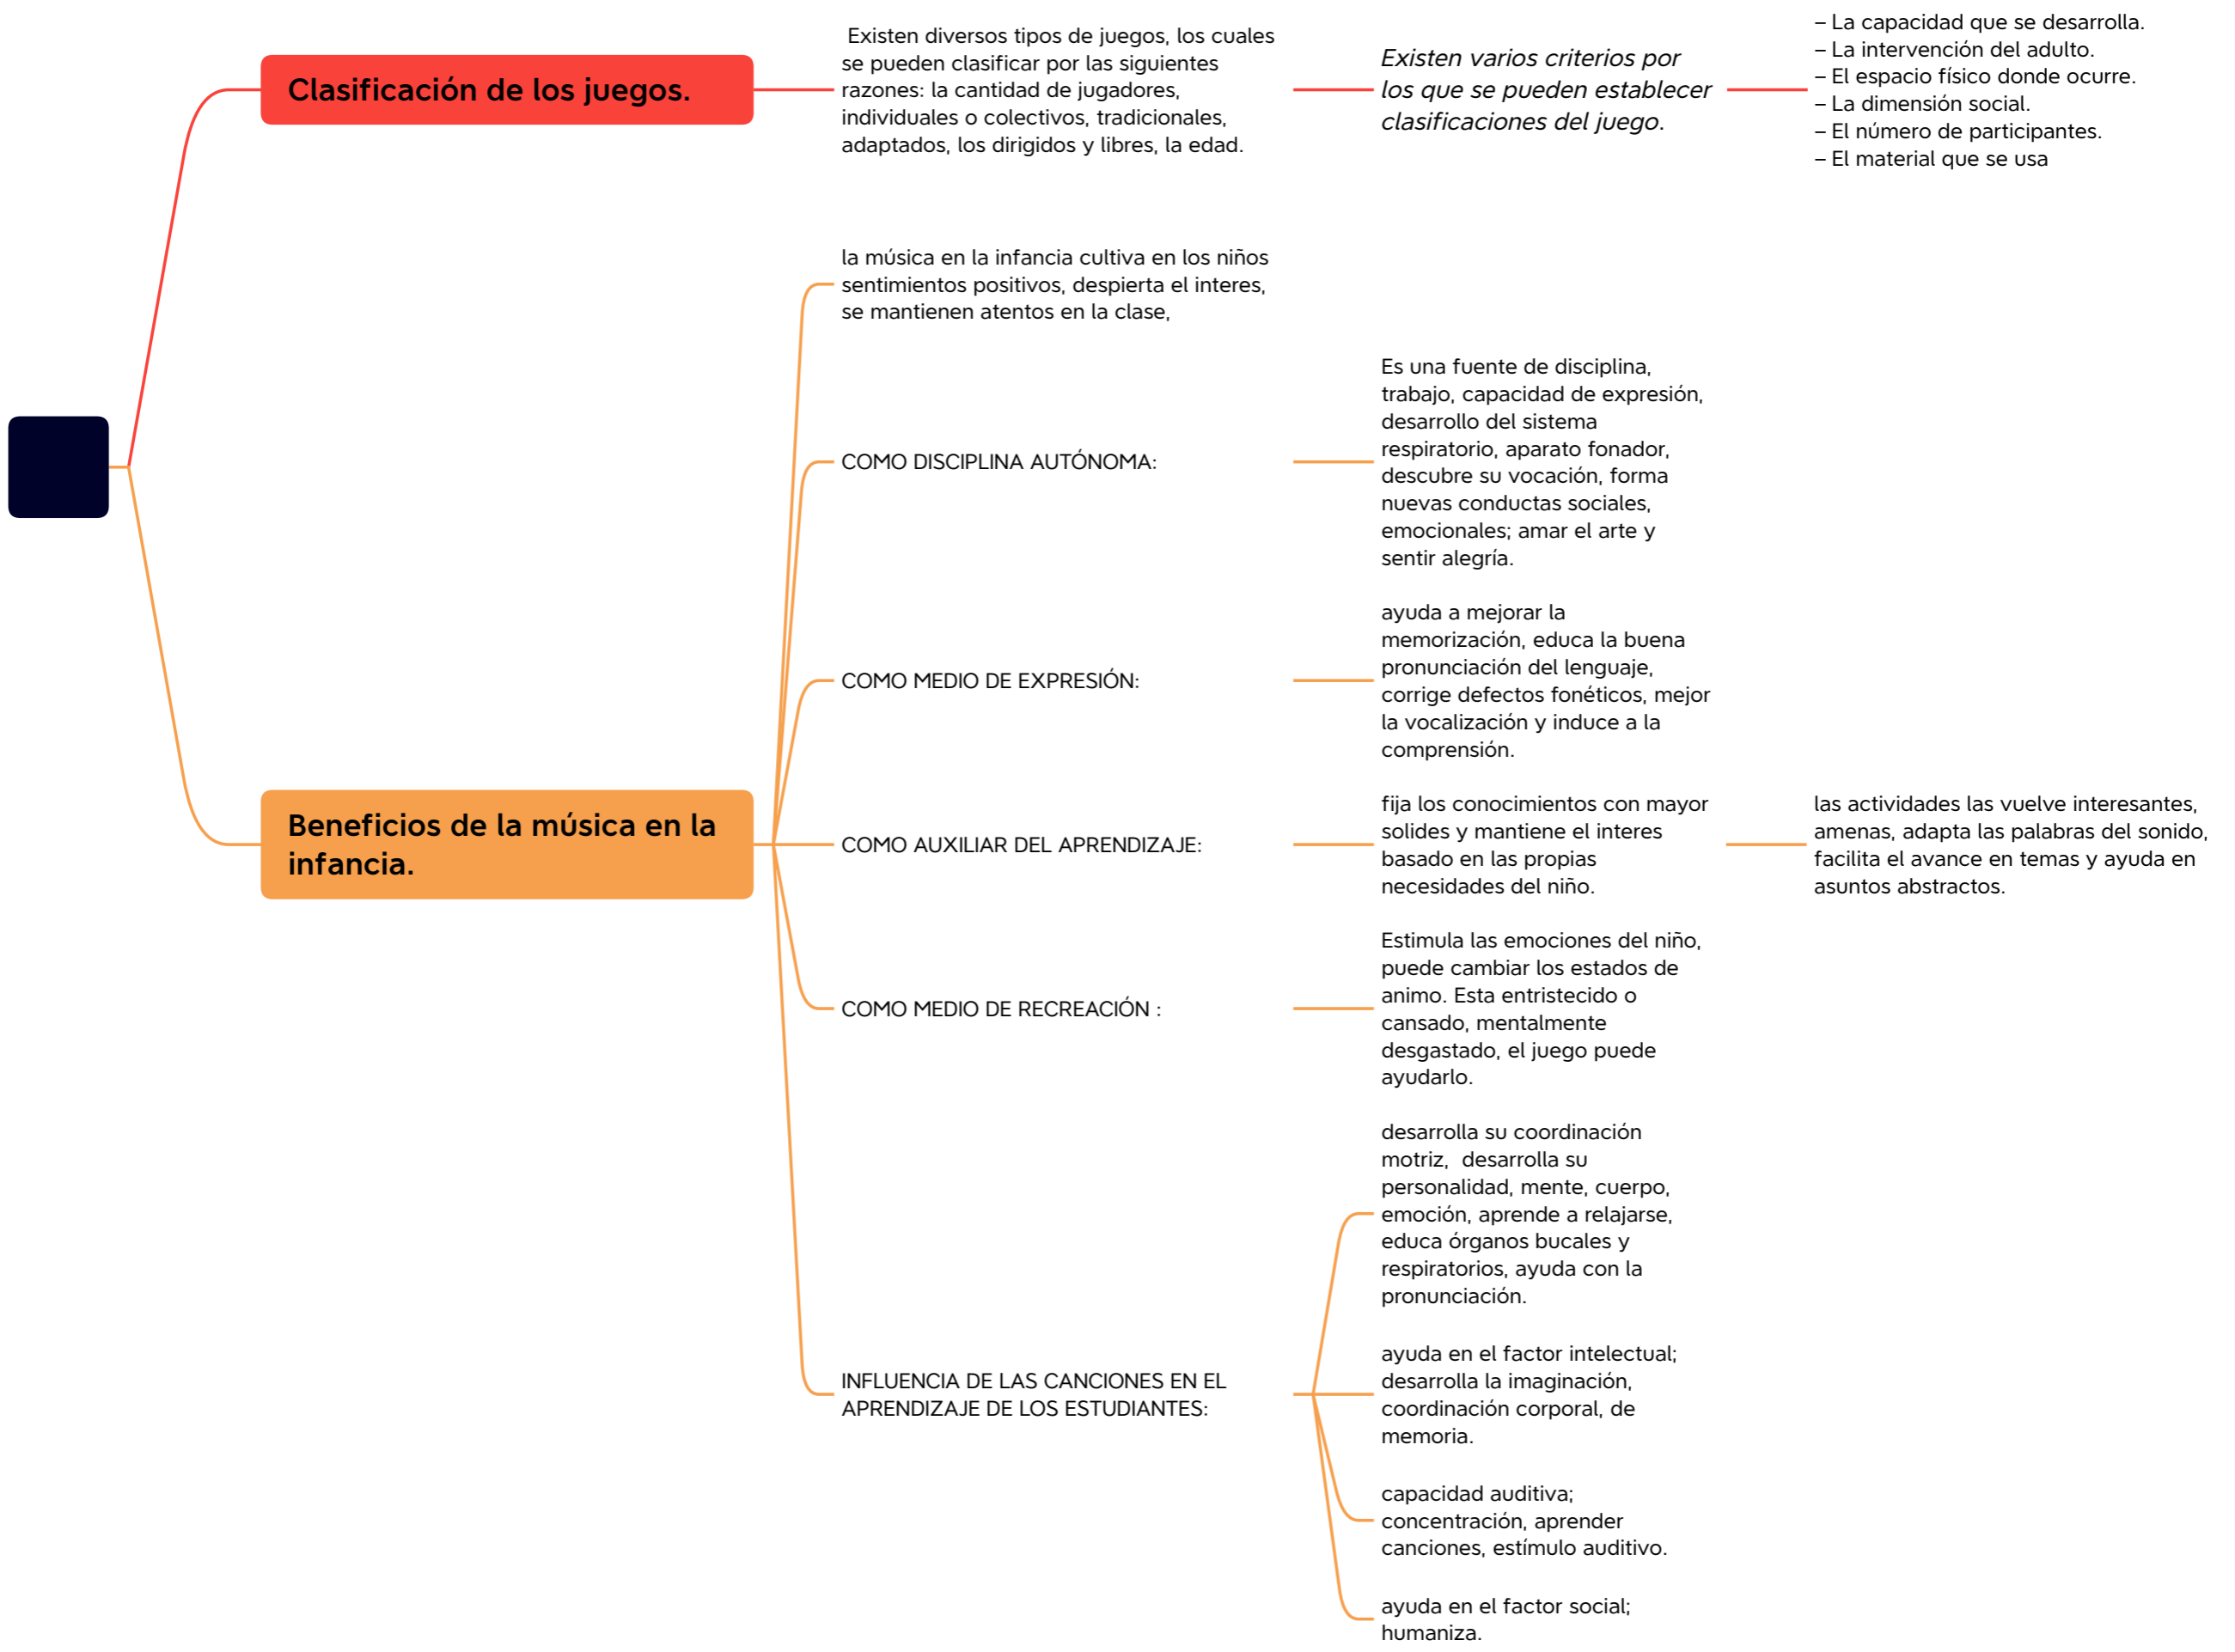 Clasificación de los juegos.
Existen diversos tipos de juegos, los cuales
se pueden clasificar por las siguientes
razones: la cantidad de jugadores,
individuales o colectivos, tradicionales,
adaptados, los dirigidos y libres, la edad.
Existen varios criterios por
los que se pueden establecer
clasificaciones del juego.
– La capacidad que se desarrolla.
– La intervención del adulto.
– El espacio físico donde ocurre.
– La dimensión social.
– El número de participantes.
– El material que se usa
Beneficios de la música en la
infancia.
la música en la infancia cultiva en los niños
sentimientos positivos, despierta el interes,
se mantienen atentos en la clase,
COMO DISCIPLINA AUTÓNOMA:
Es una fuente de disciplina,
trabajo, capacidad de expresión,
desarrollo del sistema
respiratorio, aparato fonador,
descubre su vocación, forma
nuevas conductas sociales,
emocionales; amar el arte y
sentir alegría.
COMO MEDIO DE EXPRESIÓN:
ayuda a mejorar la
memorización, educa la buena
pronunciación del lenguaje,
corrige defectos fonéticos, mejor
la vocalización y induce a la
comprensión.
COMO AUXILIAR DEL APRENDIZAJE:
fija los conocimientos con mayor
solides y mantiene el interes
basado en las propias
necesidades del niño.
las actividades las vuelve interesantes,
amenas, adapta las palabras del sonido,
facilita el avance en temas y ayuda en
asuntos abstractos.
COMO MEDIO DE RECREACIÓN :
Estimula las emociones del niño,
puede cambiar los estados de
animo. Esta entristecido o
cansado, mentalmente
desgastado, el juego puede
ayudarlo.
INFLUENCIA DE LAS CANCIONES EN EL
APRENDIZAJE DE LOS ESTUDIANTES:
desarrolla su coordinación
motriz,  desarrolla su
personalidad, mente, cuerpo,
emoción, aprende a relajarse,
educa órganos bucales y
respiratorios, ayuda con la
pronunciación.
ayuda en el factor intelectual;
desarrolla la imaginación,
coordinación corporal, de
memoria.
capacidad auditiva;
concentración, aprender
canciones, estímulo auditivo.
ayuda en el factor social;
humaniza.